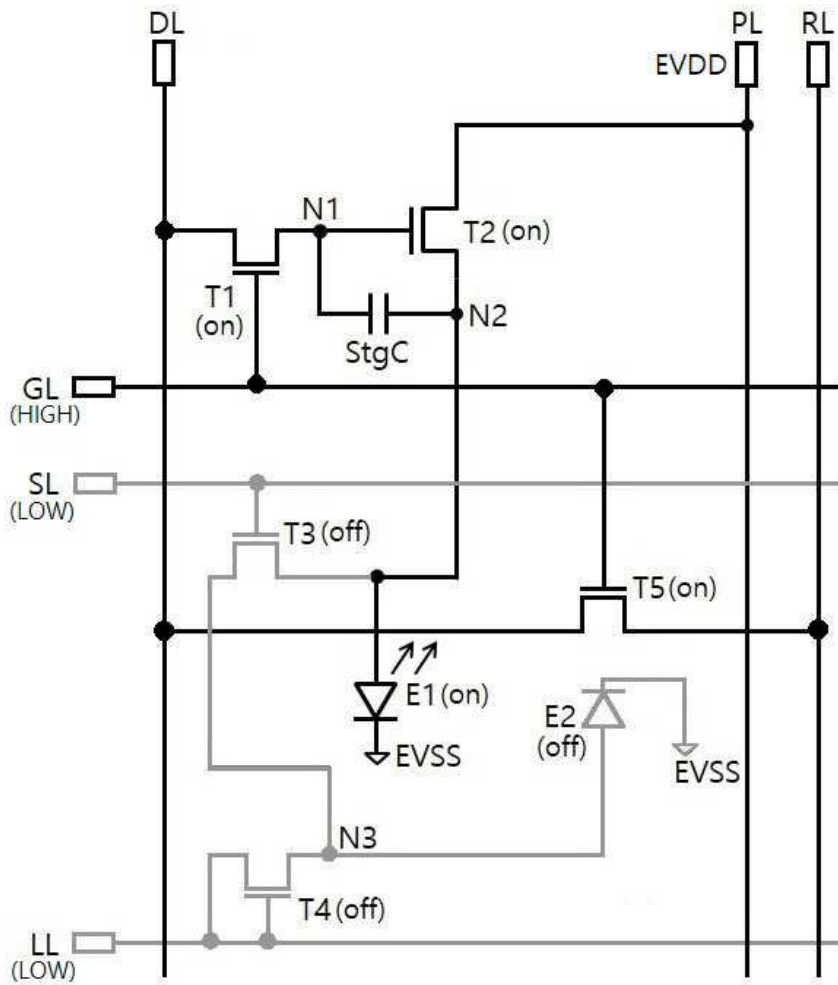 DL
PL
RL
EVDD
N1
T2 (on)
T1
(on)
N2
StgC
GL
(HIGH)
SL
(LOW)
T3 (off)
T5 (on)
E1 (on)
E2
(off)
EVSS
EVSS
N3
T4 (off)
LL
(LOW)